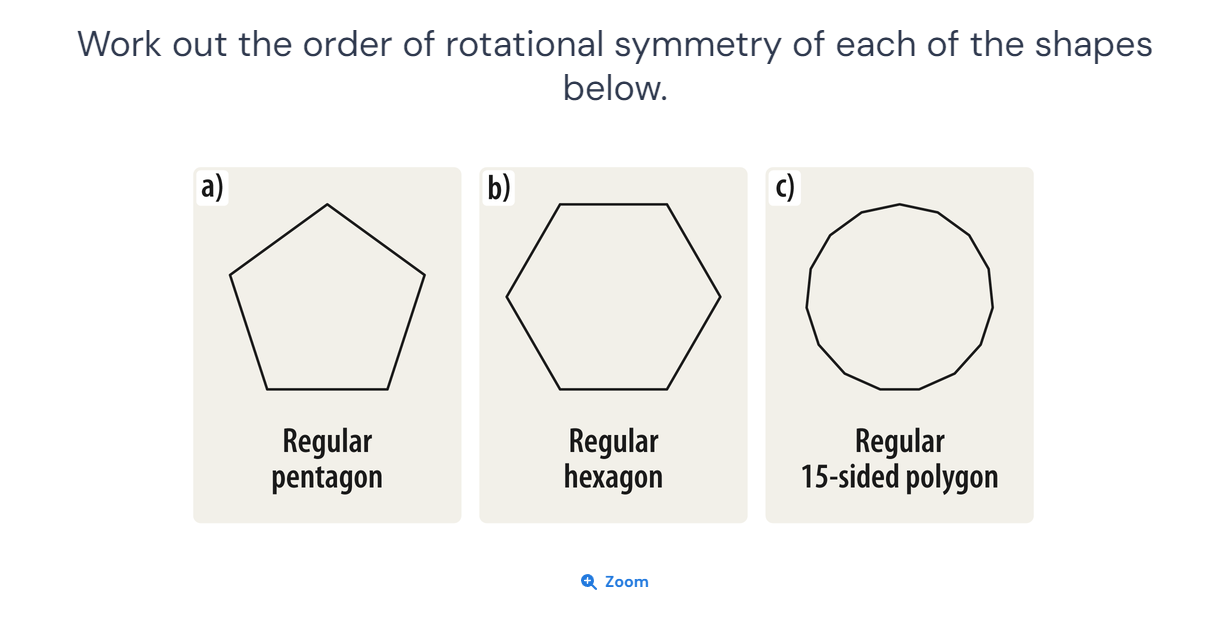 Work out the order of rotational symmetry of each of the shapes
below.
a)
Regular
pentagon
b)
Regular
hexagon
c)
Regular
15-sided polygon
Zoom